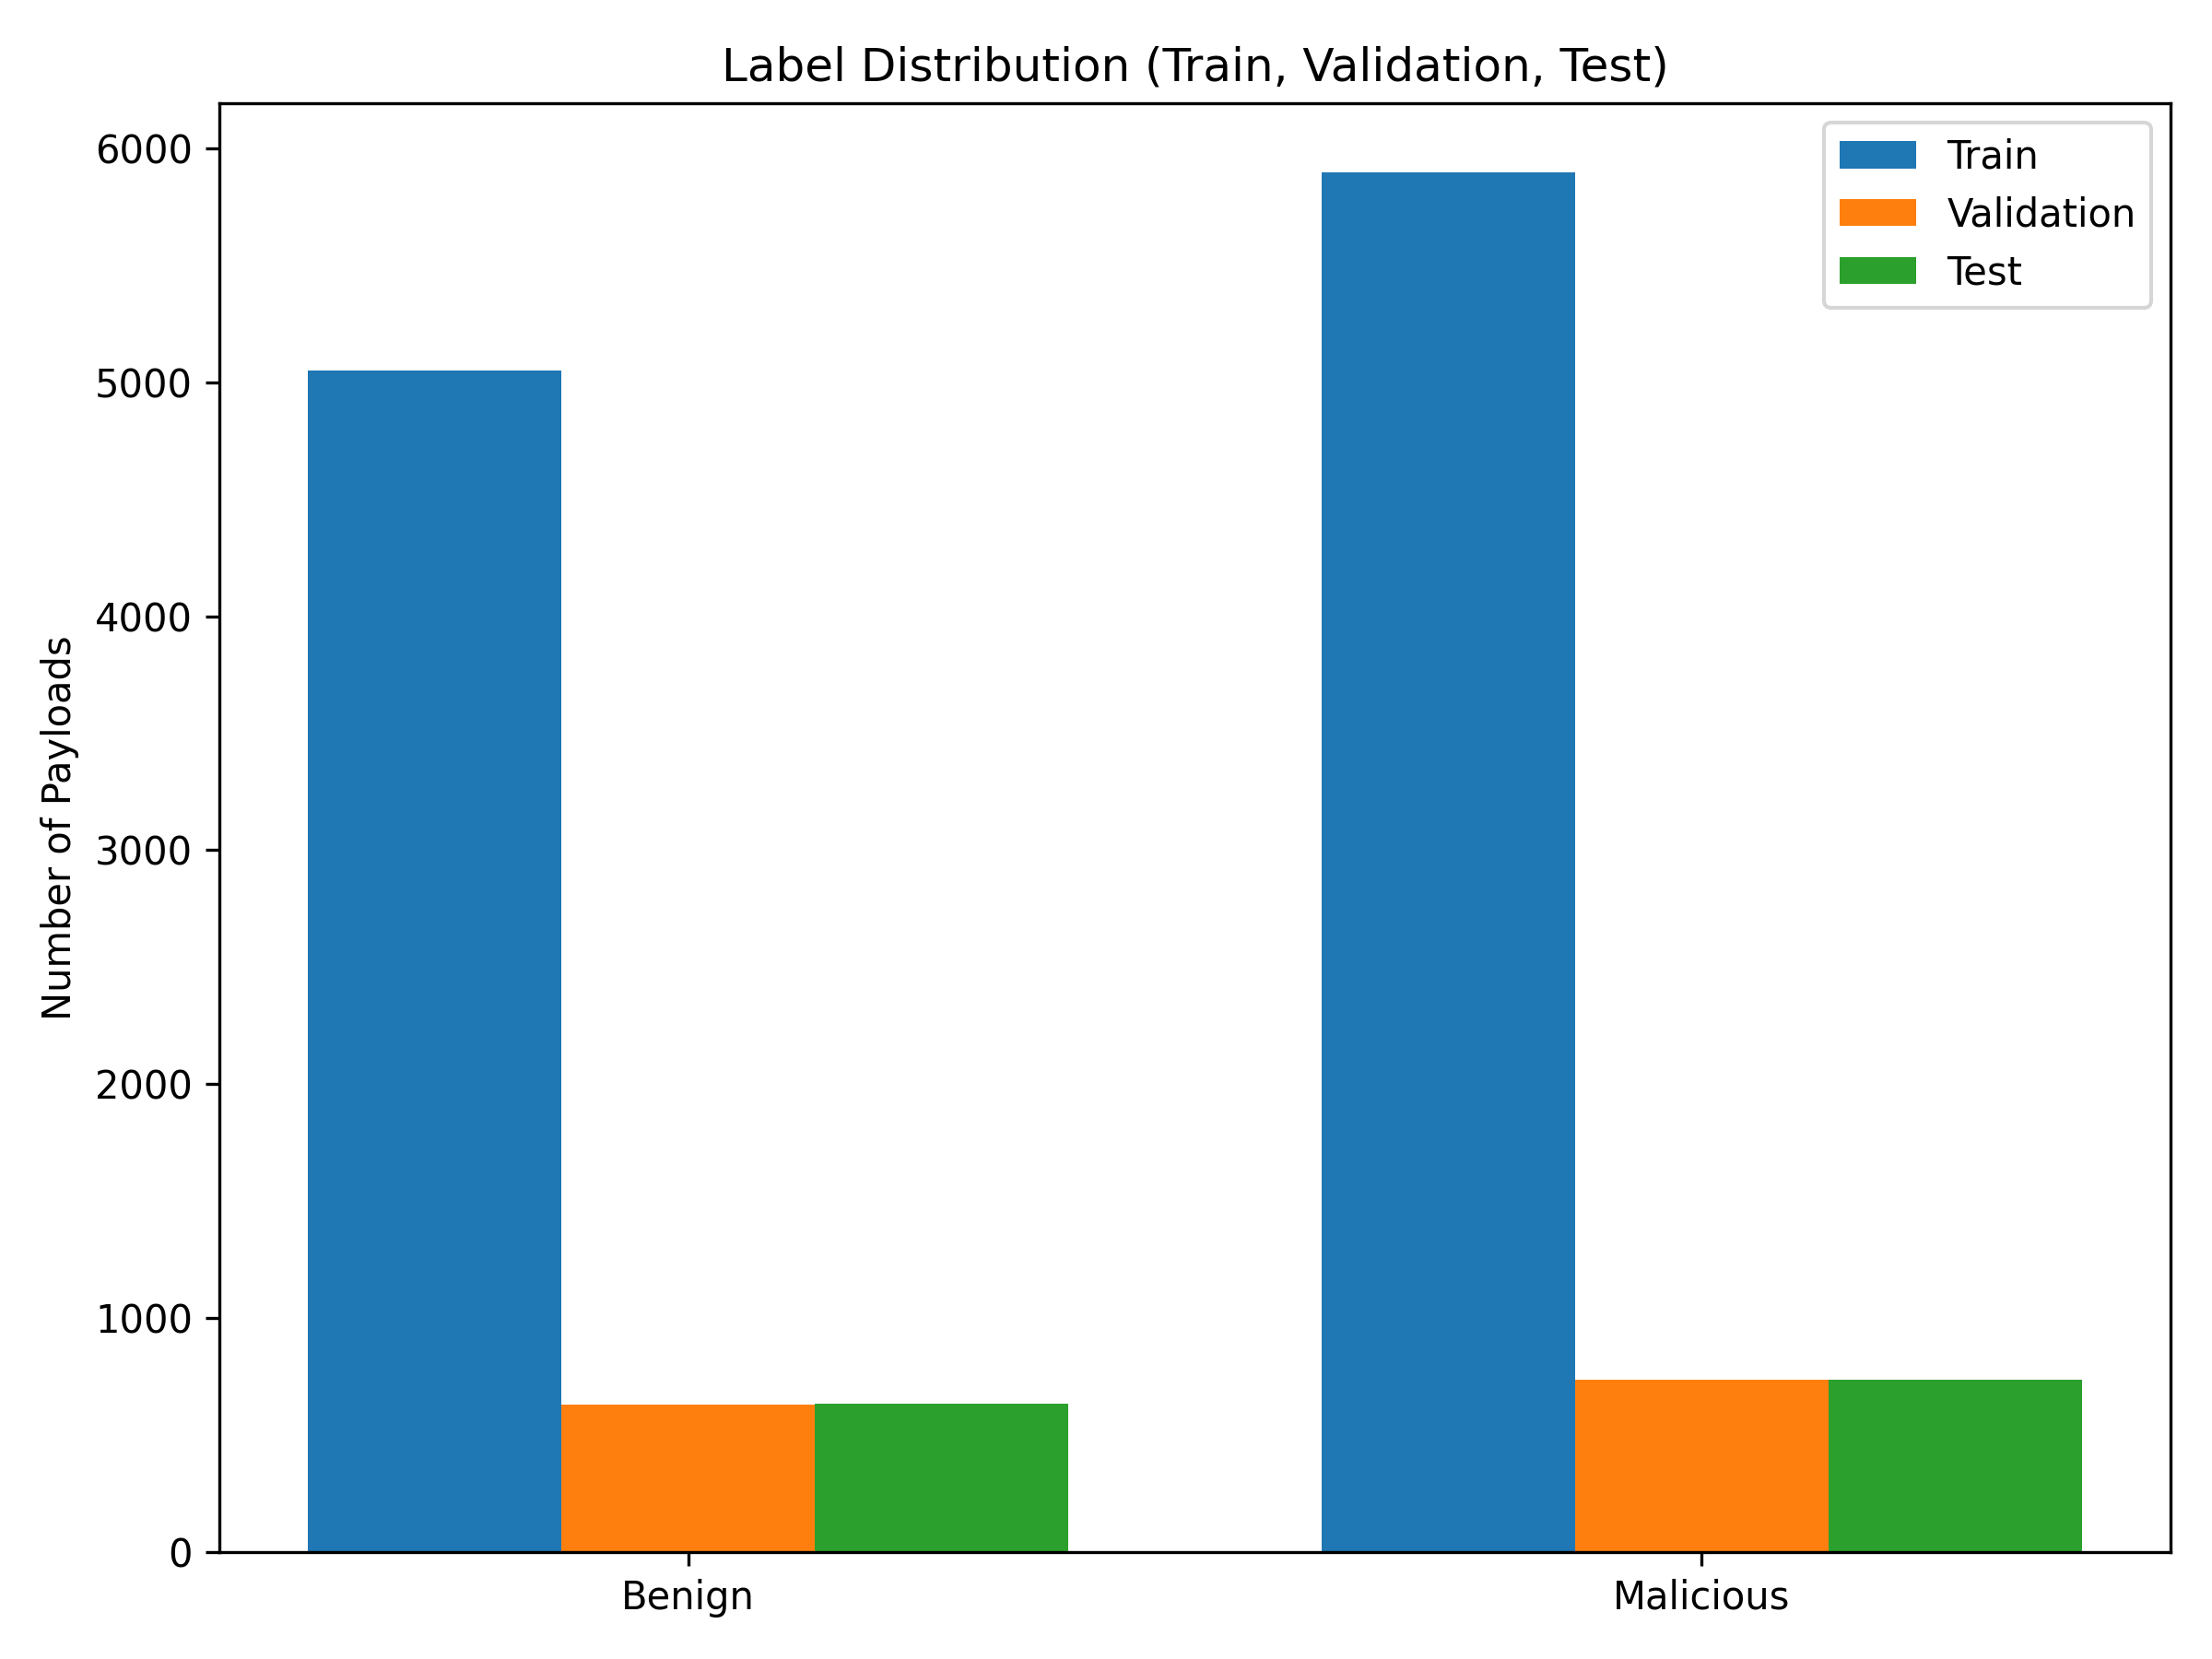 Label Distribution (Train, Validation, Test)
Train
Validation
Test
6000
5000
4000
3000
2000
1000
0
Number of Payloads
Benign
Malicious